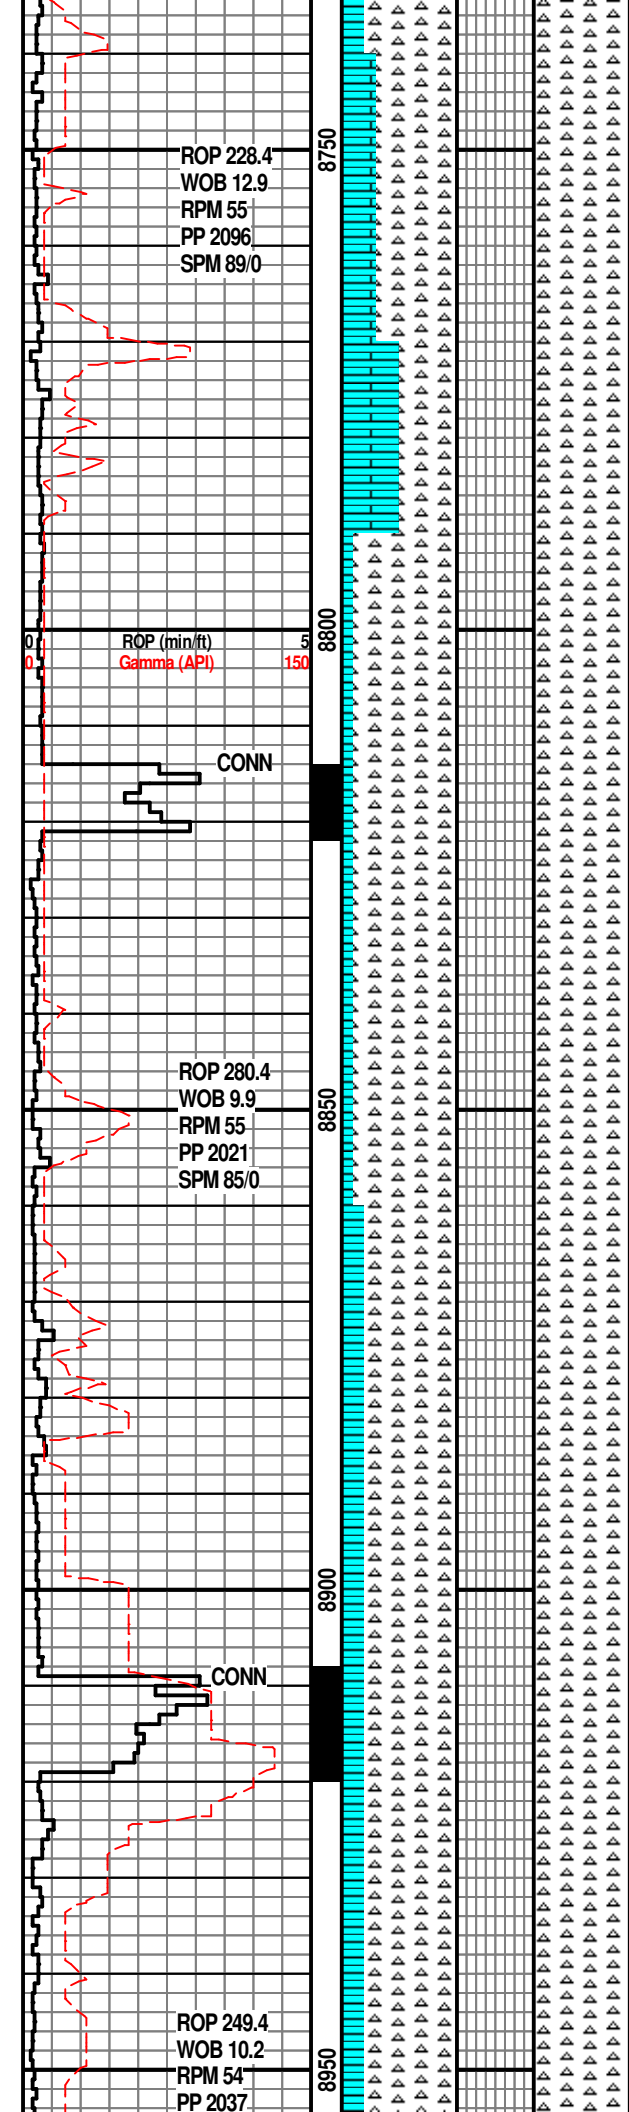 8750
ROP 228.4
WOB 12.9
RPM 55
PP 2096
SPM 89/0
8800
0 ROP (min/ft) 5
0 Gamma (API) 150
CONN
ROP 280.4
WOB 9.9
RPM 55
PP 2021
SPM 85/0
8850
8900
CONN
ROP 249.4
WOB 10.2
RPM 54
PP 2037
8950